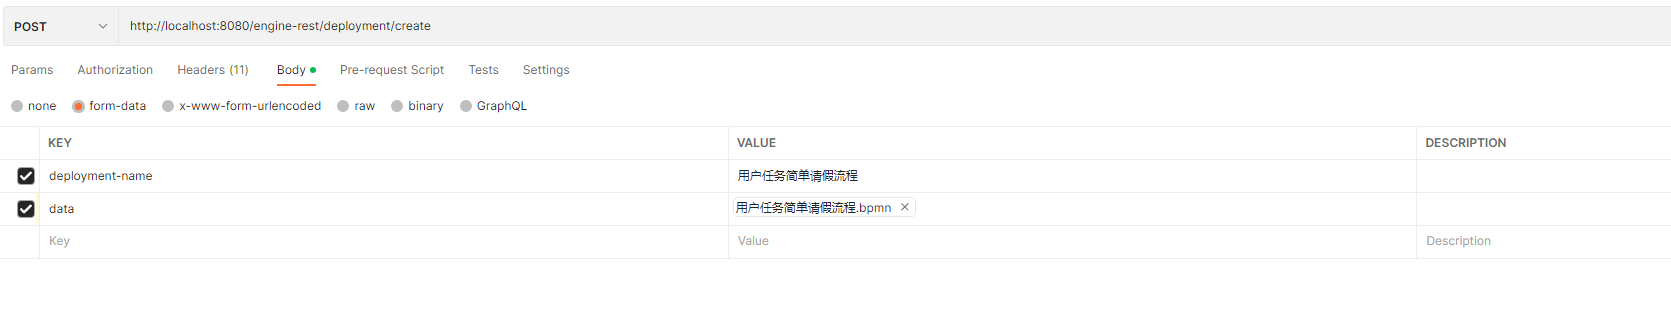 POST http://localhost:8080/engine-rest/deployment/create
Params Authorization Headers (11) Body Pre-request Script Tests Settings
none form-data x-www-form-urlencoded raw binary GraphQL
KEY VALUE DESCRIPTION
deployment-name 用户任务简单请假流程
data 用户任务简单请假流程.bpmn
Key Value Description